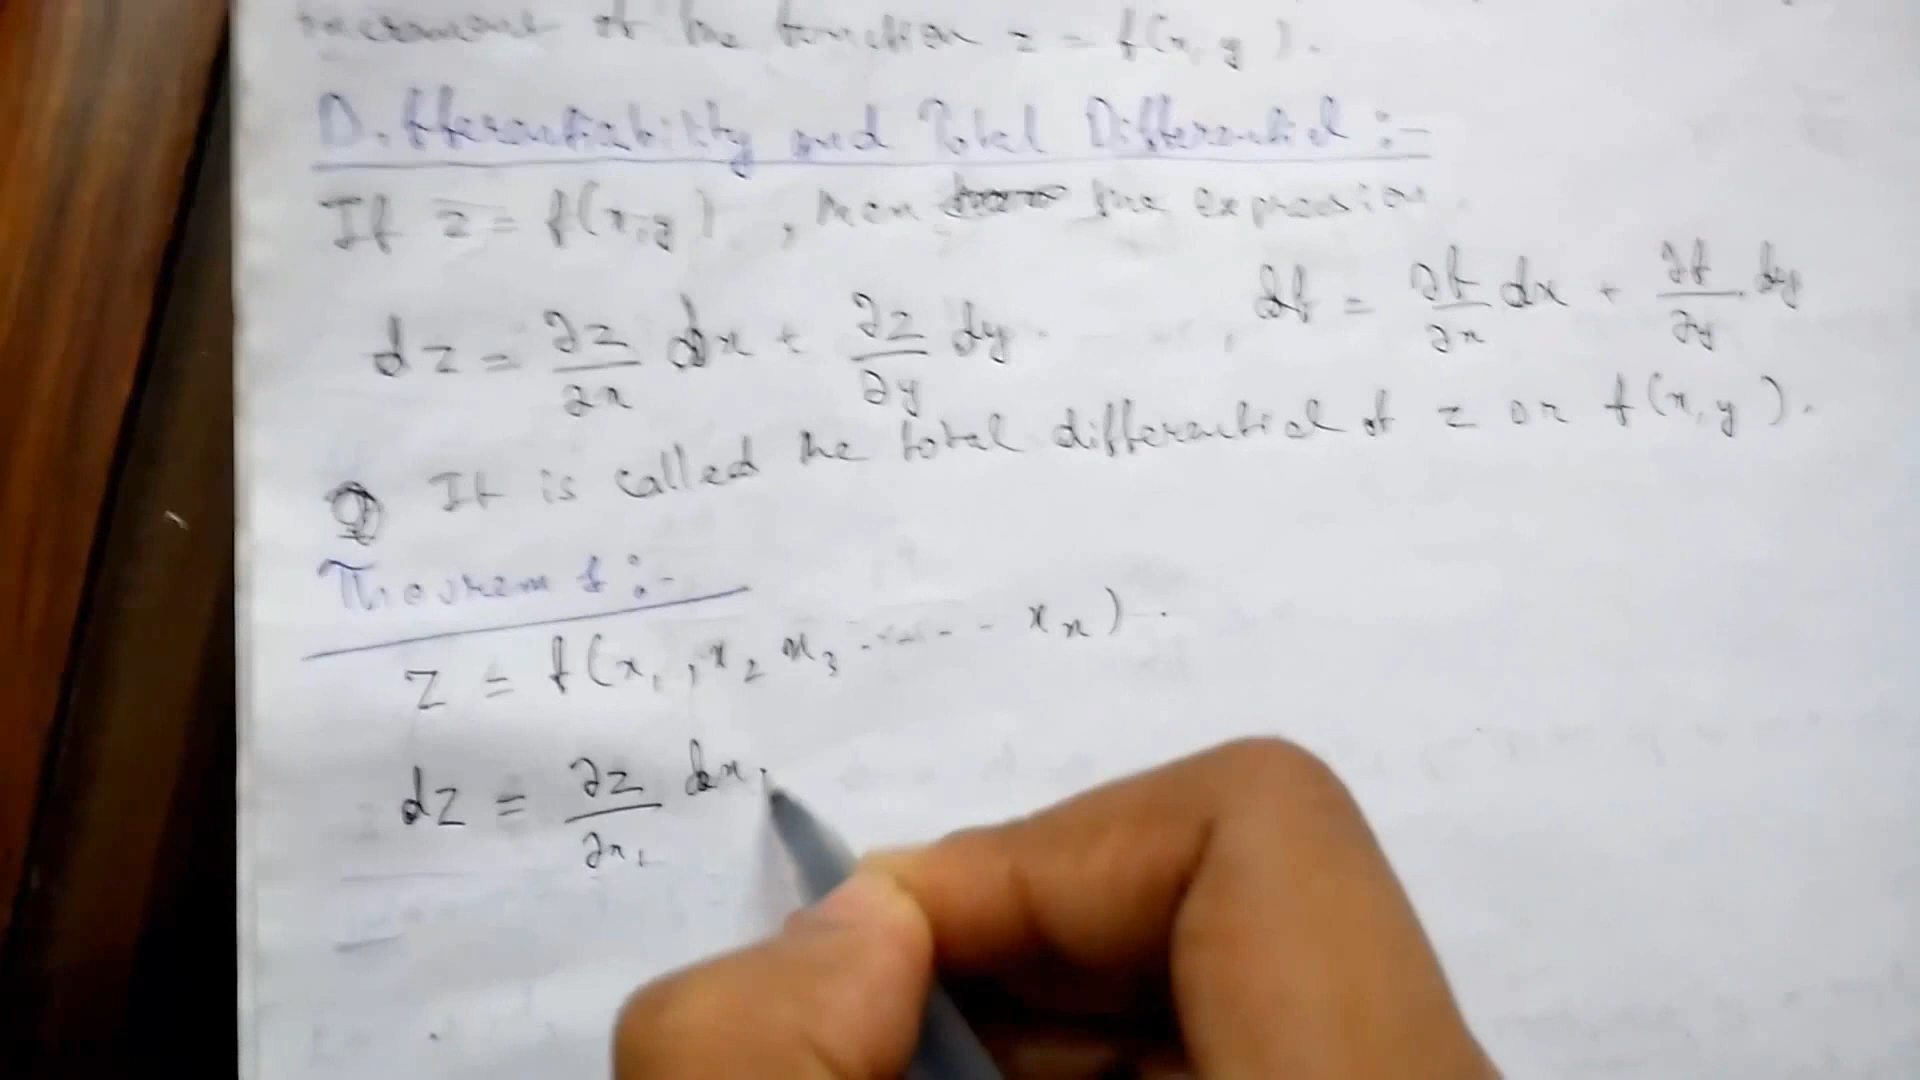 increment of the function z = f(x, y).
Differentiability and Total Differential :-
If z = f(x, y), then the expression
dz = ∂z/∂x dx + ∂z/∂y dy. , df = ∂f/∂x dx + ∂f/∂y dy
It is called the total differential of z or f(x, y).
Theorem :-
z = f(x₁, x₂ x₃ ------ xₙ).
dz = ∂z/∂x₁ dx